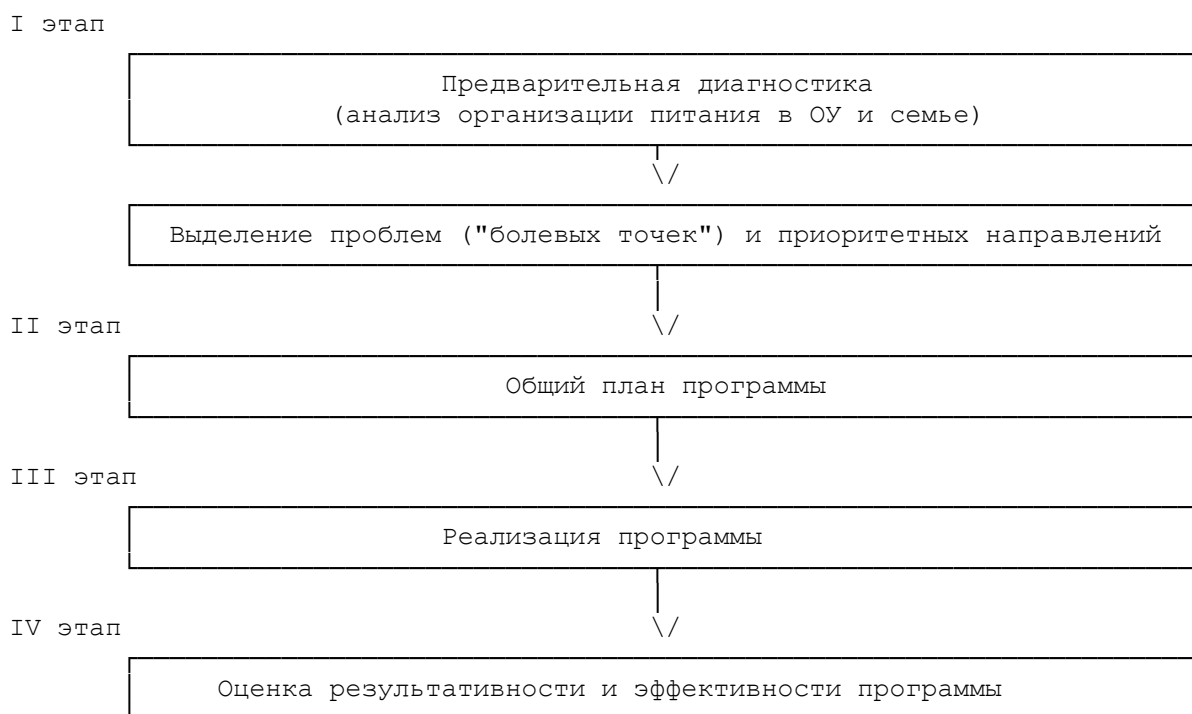 I этап
Предварительная диагностика
(анализ организации питания в ОУ и семье)
Выделение проблем ("болевых точек") и приоритетных направлений
II этап
Общий план программы
III этап
Реализация программы
IV этап
Оценка результативности и эффективности программы